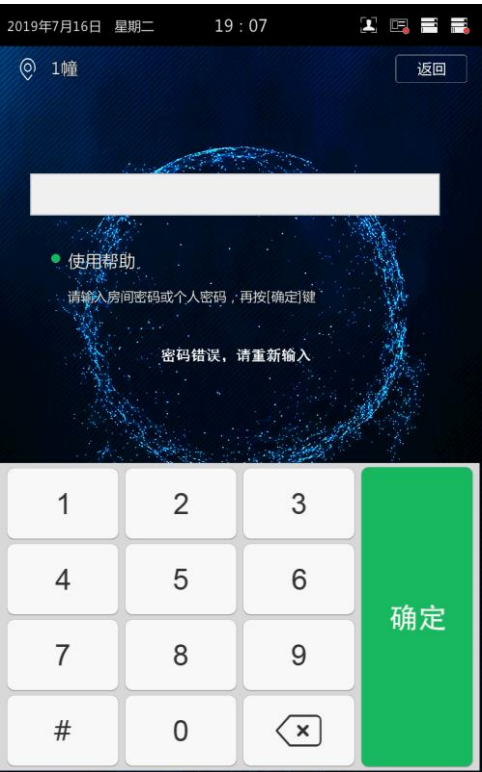 2019年7月16日 星期二 19：07
1幢 返回
使用帮助
请输入房间密码或个人密码，再按[确定]键
密码错误，请重新输入
1 2 3
4 5 6
确定
7 8 9
# 0